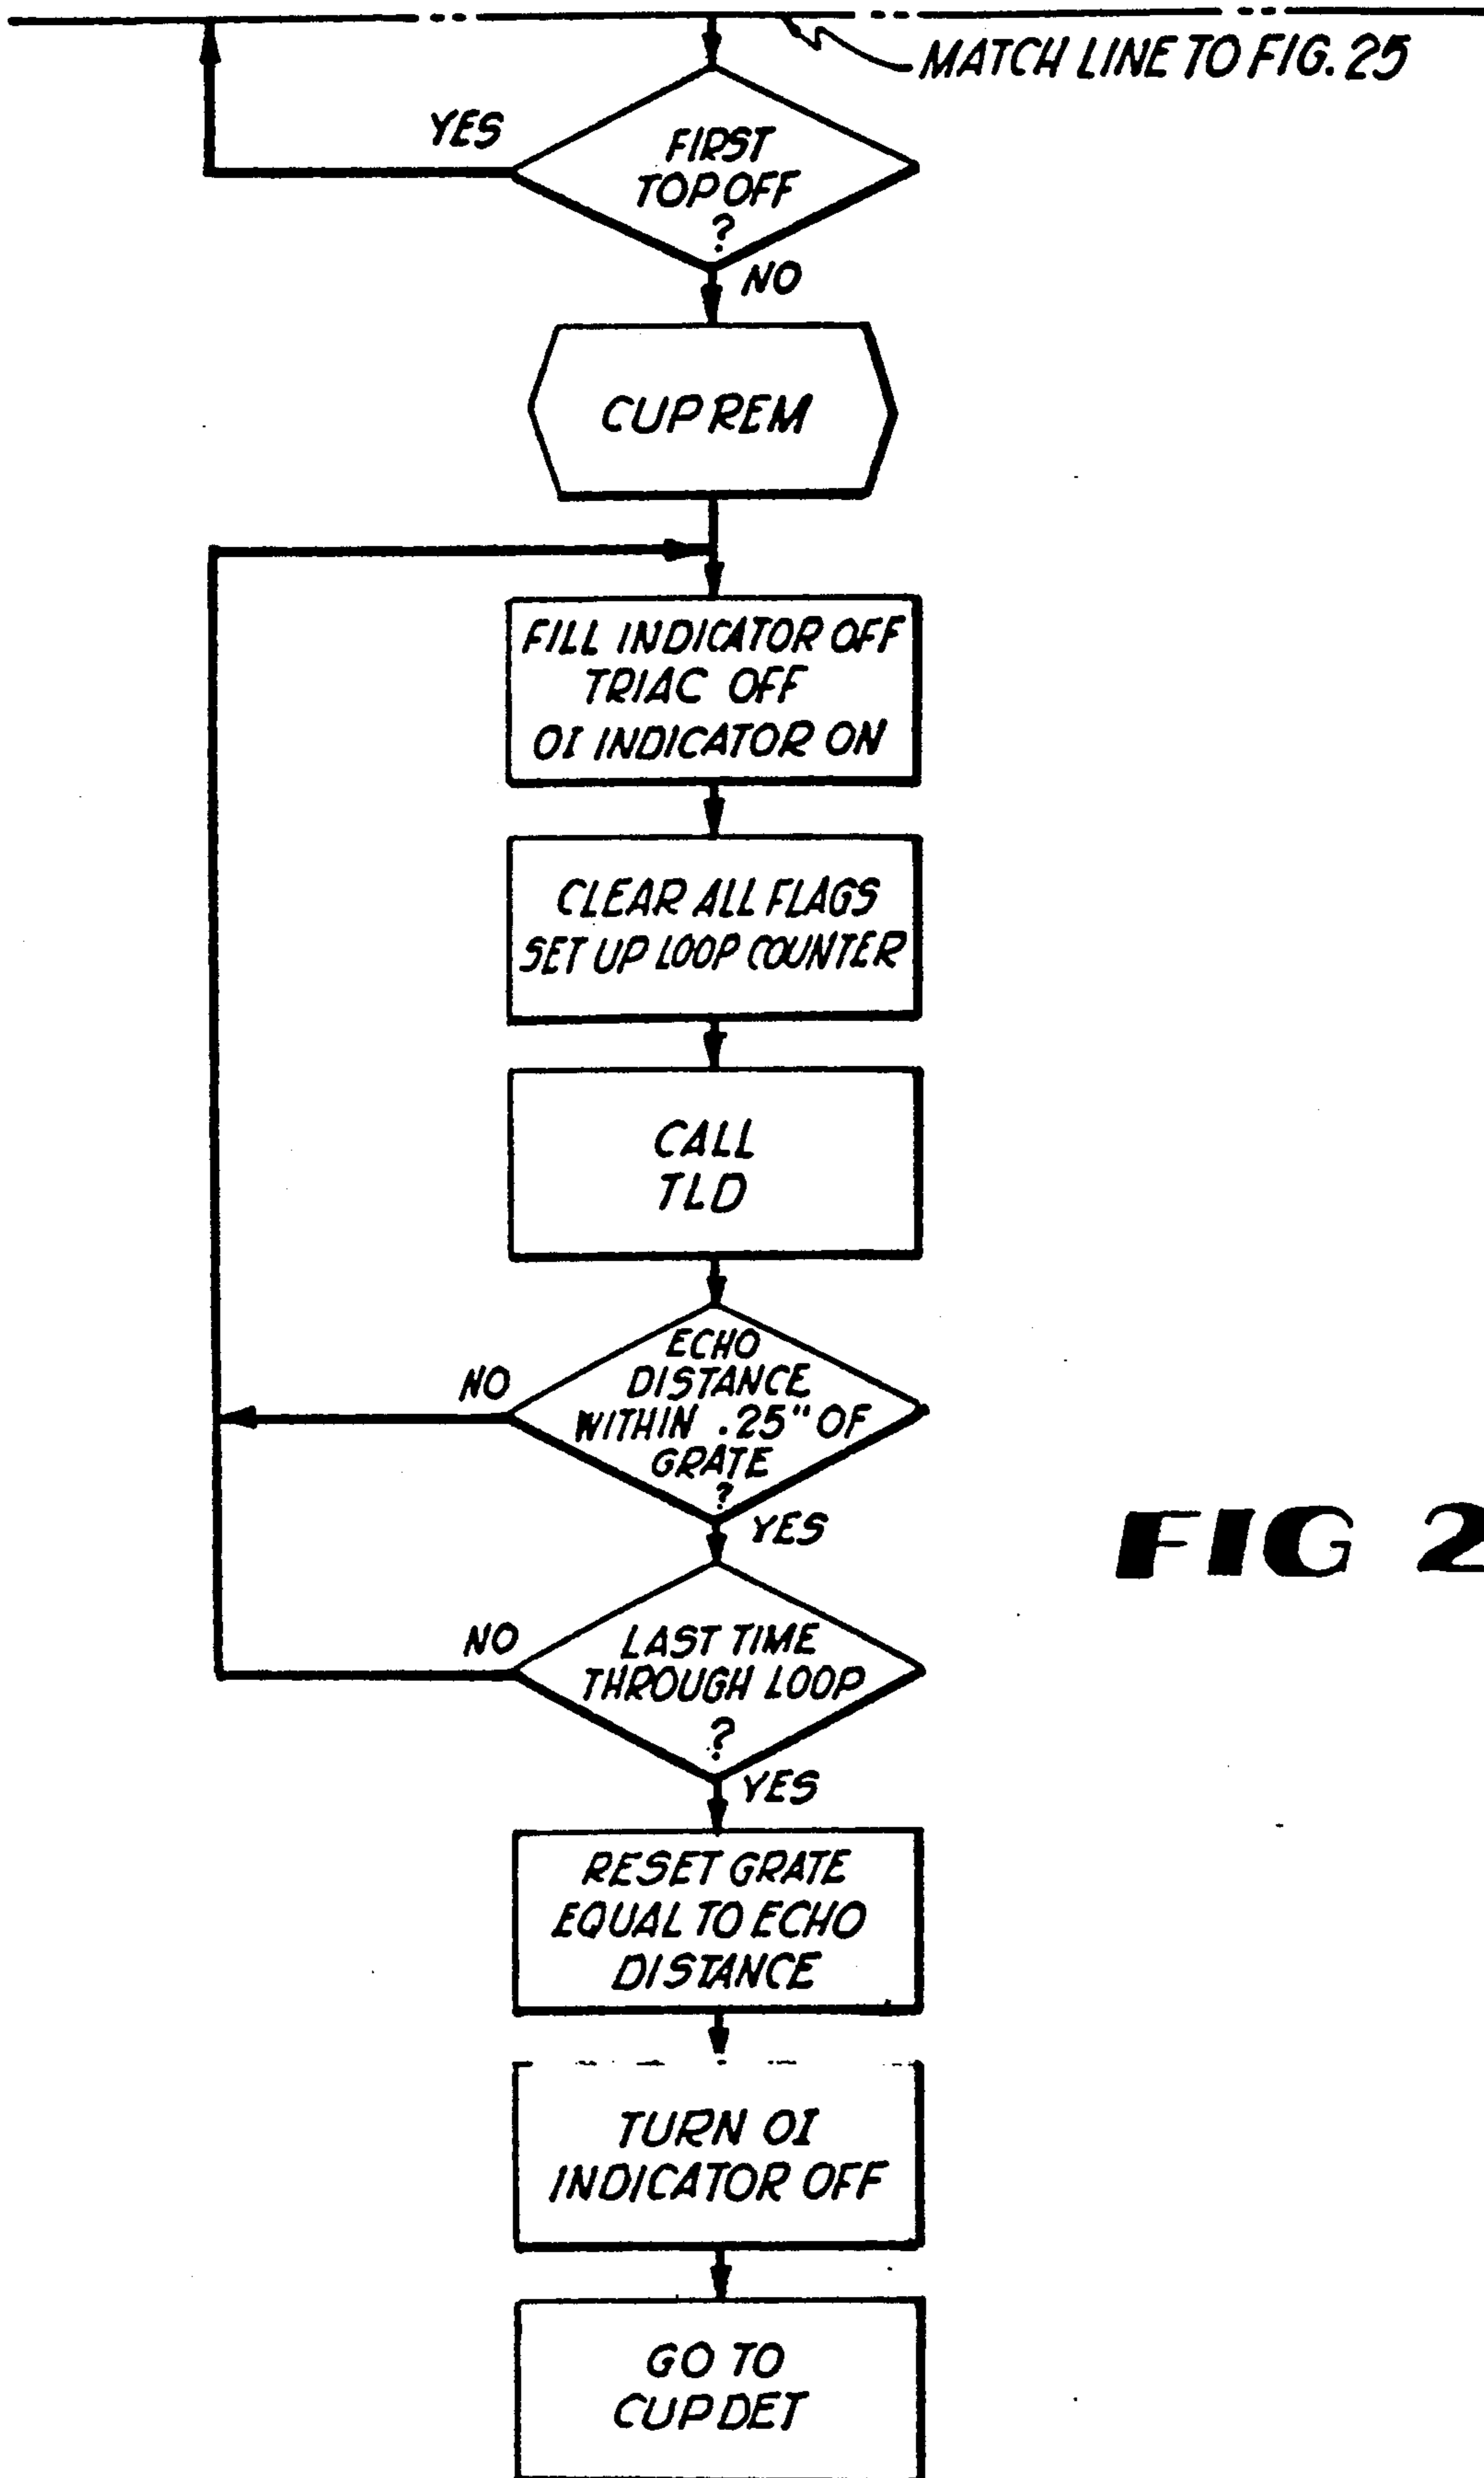 MATCH LINE TO FIG. 25
YES
FIRST
TOP OFF
?
NO
CUP REM
FILL INDICATOR OFF
TRIAC OFF
OI INDICATOR ON
CLEAR ALL FLAGS
SET UP LOOP COUNTER
CALL
TLD
ECHO
DISTANCE
WITHIN .25" OF
GRATE
?
NO
YES
FIG 2
LAST TIME
THROUGH LOOP
?
NO
YES
RESET GRATE
EQUAL TO ECHO
DISTANCE
TURN OI
INDICATOR OFF
GO TO
CUP DET